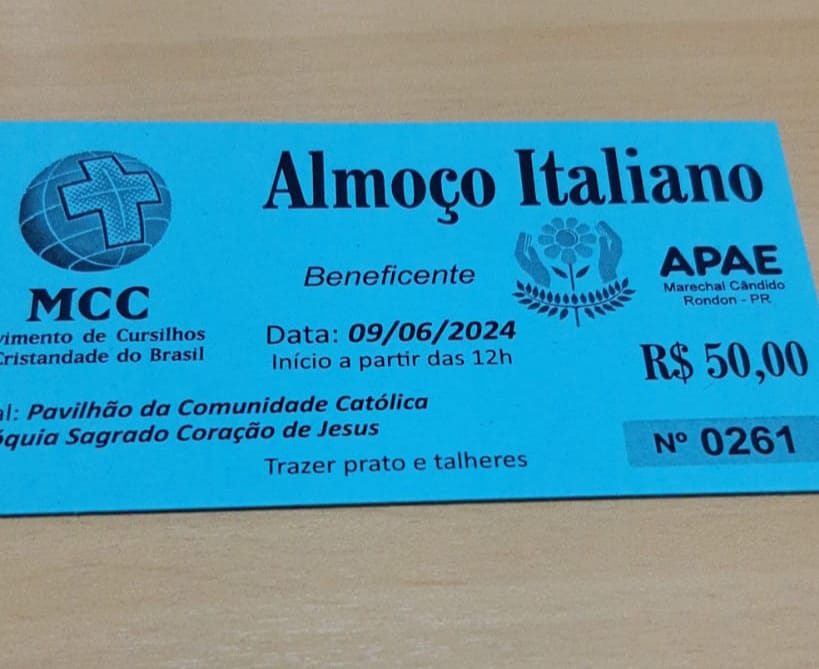 Almoço Italiano
Beneficente
APAE
Marechal Cândido
Rondon - PR
MCC
vimento de Cursilhos
Cristandade do Brasil
Data: 09/06/2024
Início a partir das 12h
R$ 50,00
al: Pavilhão da Comunidade Católica
óquia Sagrado Coração de Jesus
Trazer prato e talheres
Nº 0261